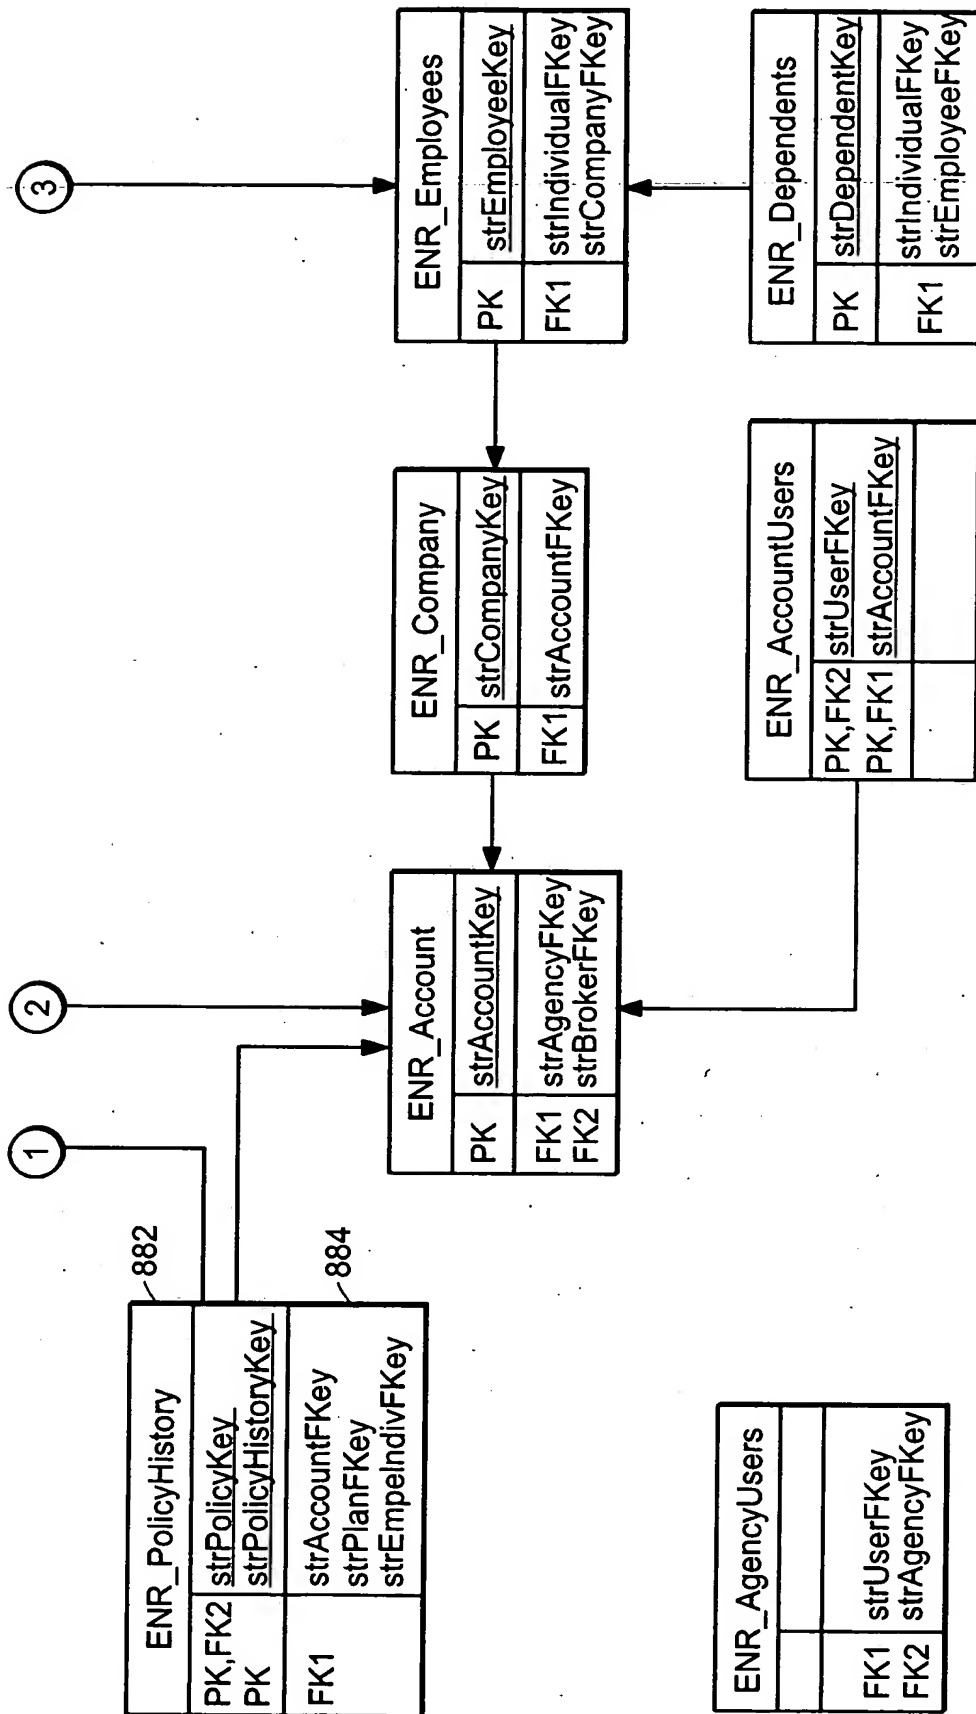 1
2
3
882
ENR_PolicyHistory
PK,FK2 strPolicyKey
PK strPolicyHistoryKey
FK1 strAccountFKey
strPlanFKey
strEmpeIndivFKey
884
ENR_Account
PK strAccountKey
FK1 strAgencyFKey
FK2 strBrokerFKey
ENR_Company
PK strCompanyKey
FK1 strAccountFKey
ENR_Employees
PK strEmployeeKey
FK1 strIndividualFKey
strCompanyFKey
ENR_AgencyUsers
FK1 strUserFKey
FK2 strAgencyFKey
ENR_AccountUsers
PK,FK2 strUserFKey
PK,FK1 strAccountFKey
ENR_Dependents
PK strDependentKey
strIndividualFKey
FK1 strEmployeeFKey